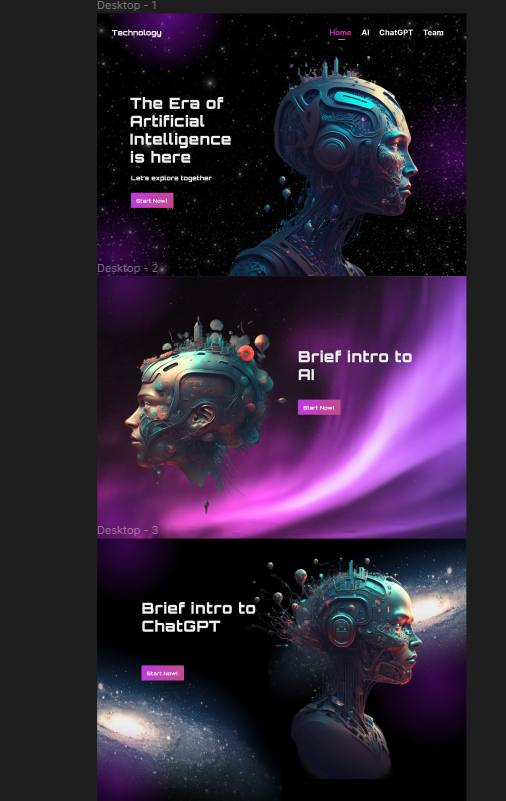 Desktop - 1
Technology
Home AI ChatGPT Team
The Era of
Artificial
Intelligence
is here
Let's explore together
Start Now!
Desktop - 2
Brief intro to
AI
Start Now!
Desktop - 3
Brief intro to
ChatGPT
Start Now!